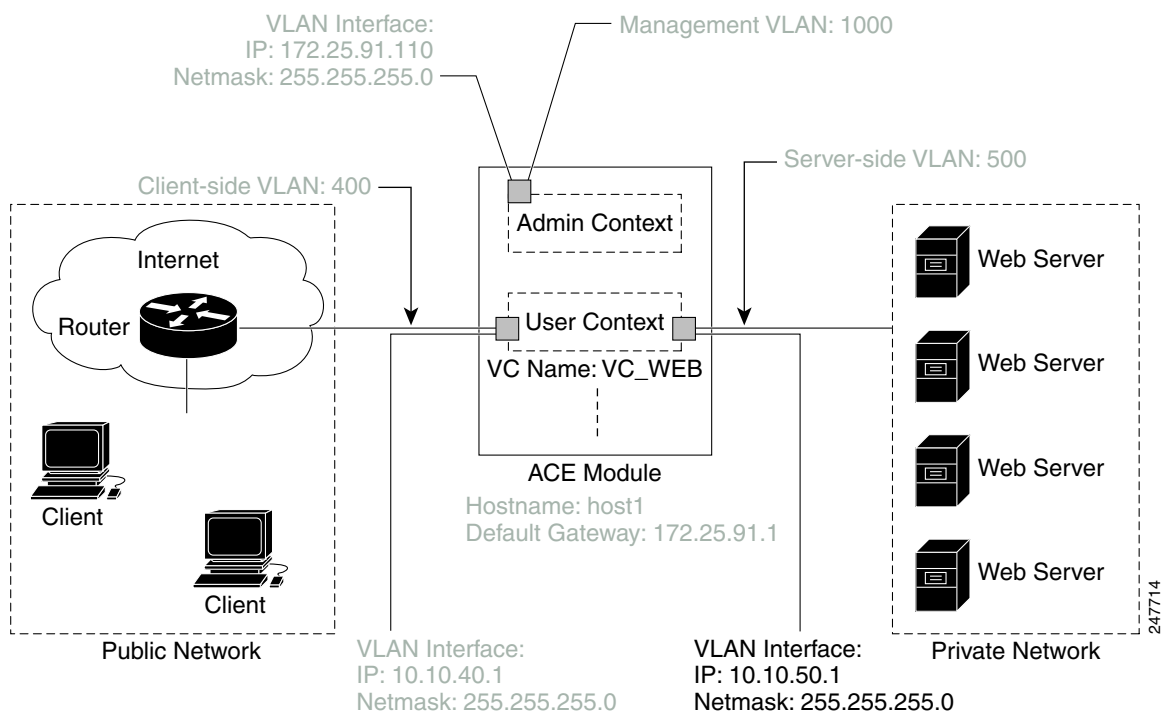 VLAN Interface:
IP: 172.25.91.110
Netmask: 255.255.255.0
Management VLAN: 1000
Client-side VLAN: 400
Server-side VLAN: 500
Admin Context
Internet
Router
User Context
VC Name: VC_WEB
Web Server
Web Server
Web Server
Web Server
Client
Client
ACE Module
Hostname: host1
Default Gateway: 172.25.91.1
Public Network
VLAN Interface:
IP: 10.10.40.1
Netmask: 255.255.255.0
VLAN Interface:
IP: 10.10.50.1
Netmask: 255.255.255.0
Private Network
247714